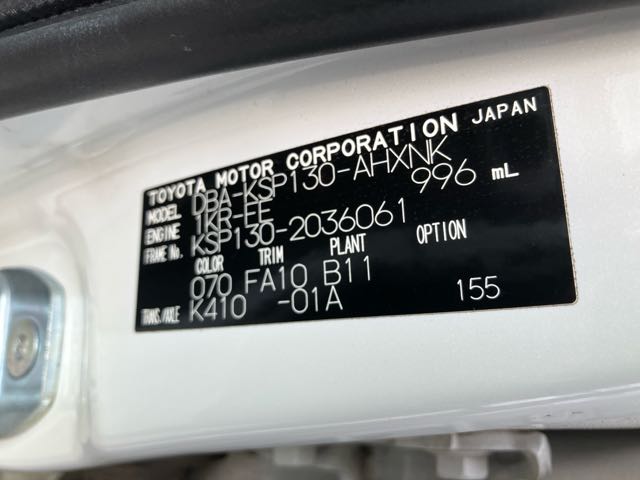 TOYOTA MOTOR CORPORATION JAPAN
MODEL DBA-KSP130-AHXNK
ENGINE 1KR-FE 996 mL
FRAME No. KSP130-2036061
COLOR TRIM PLANT OPTION
070 FA10 B11
TRANS./AXLE K410 -01A 155